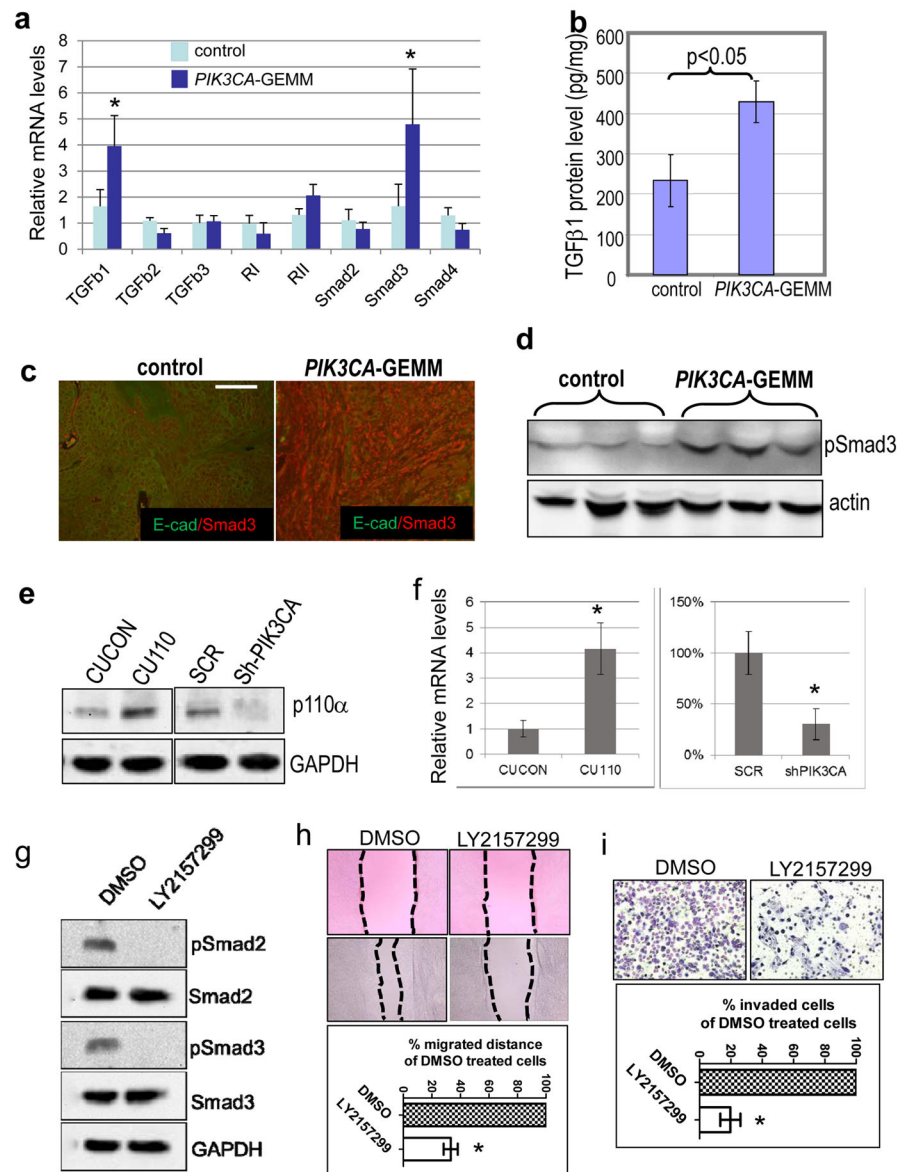 a
Relative mRNA levels
8
7
6
5
4
3
2
1
0
control
PIK3CA-GEMM
*
*
TGFb1
TGFb2
TGFb3
RI
RII
Smad2
Smad3
Smad4
b
TGFβ1 protein level (pg/mg)
600
500
400
300
200
100
0
p<0.05
control
PIK3CA-GEMM
c
control
PIK3CA-GEMM
E-cad/Smad3
E-cad/Smad3
d
control
PIK3CA-GEMM
pSmad3
actin
e
CUCON
CU110
SCR
Sh-PIK3CA
p110α
GAPDH
f
Relative mRNA levels
6
5
4
3
2
1
0
*
CUCON
CU110
150%
100%
50%
0%
*
SCR
shPIK3CA
g
DMSO
LY2157299
pSmad2
Smad2
pSmad3
Smad3
GAPDH
h
DMSO
LY2157299
% migrated distance
of DMSO treated cells
0
20
40
60
80
100
DMSO
LY2157299
*
i
DMSO
LY2157299
% invaded cells
of DMSO treated cells
0
20
40
60
80
100
DMSO
LY2157299
*